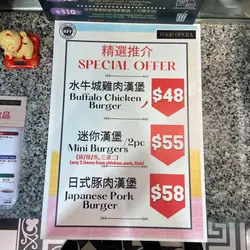 +$10
FOOD OPERA
精選推介
SPECIAL OFFER
水牛城雞肉漢堡
Buffalo Chicken
Burger
$48
迷你漢堡
Mini Burgers /2pc
(any 2 items from chicken, pork, fish)
$55
日式豚肉漢堡
Japanese Pork
Burger
$58